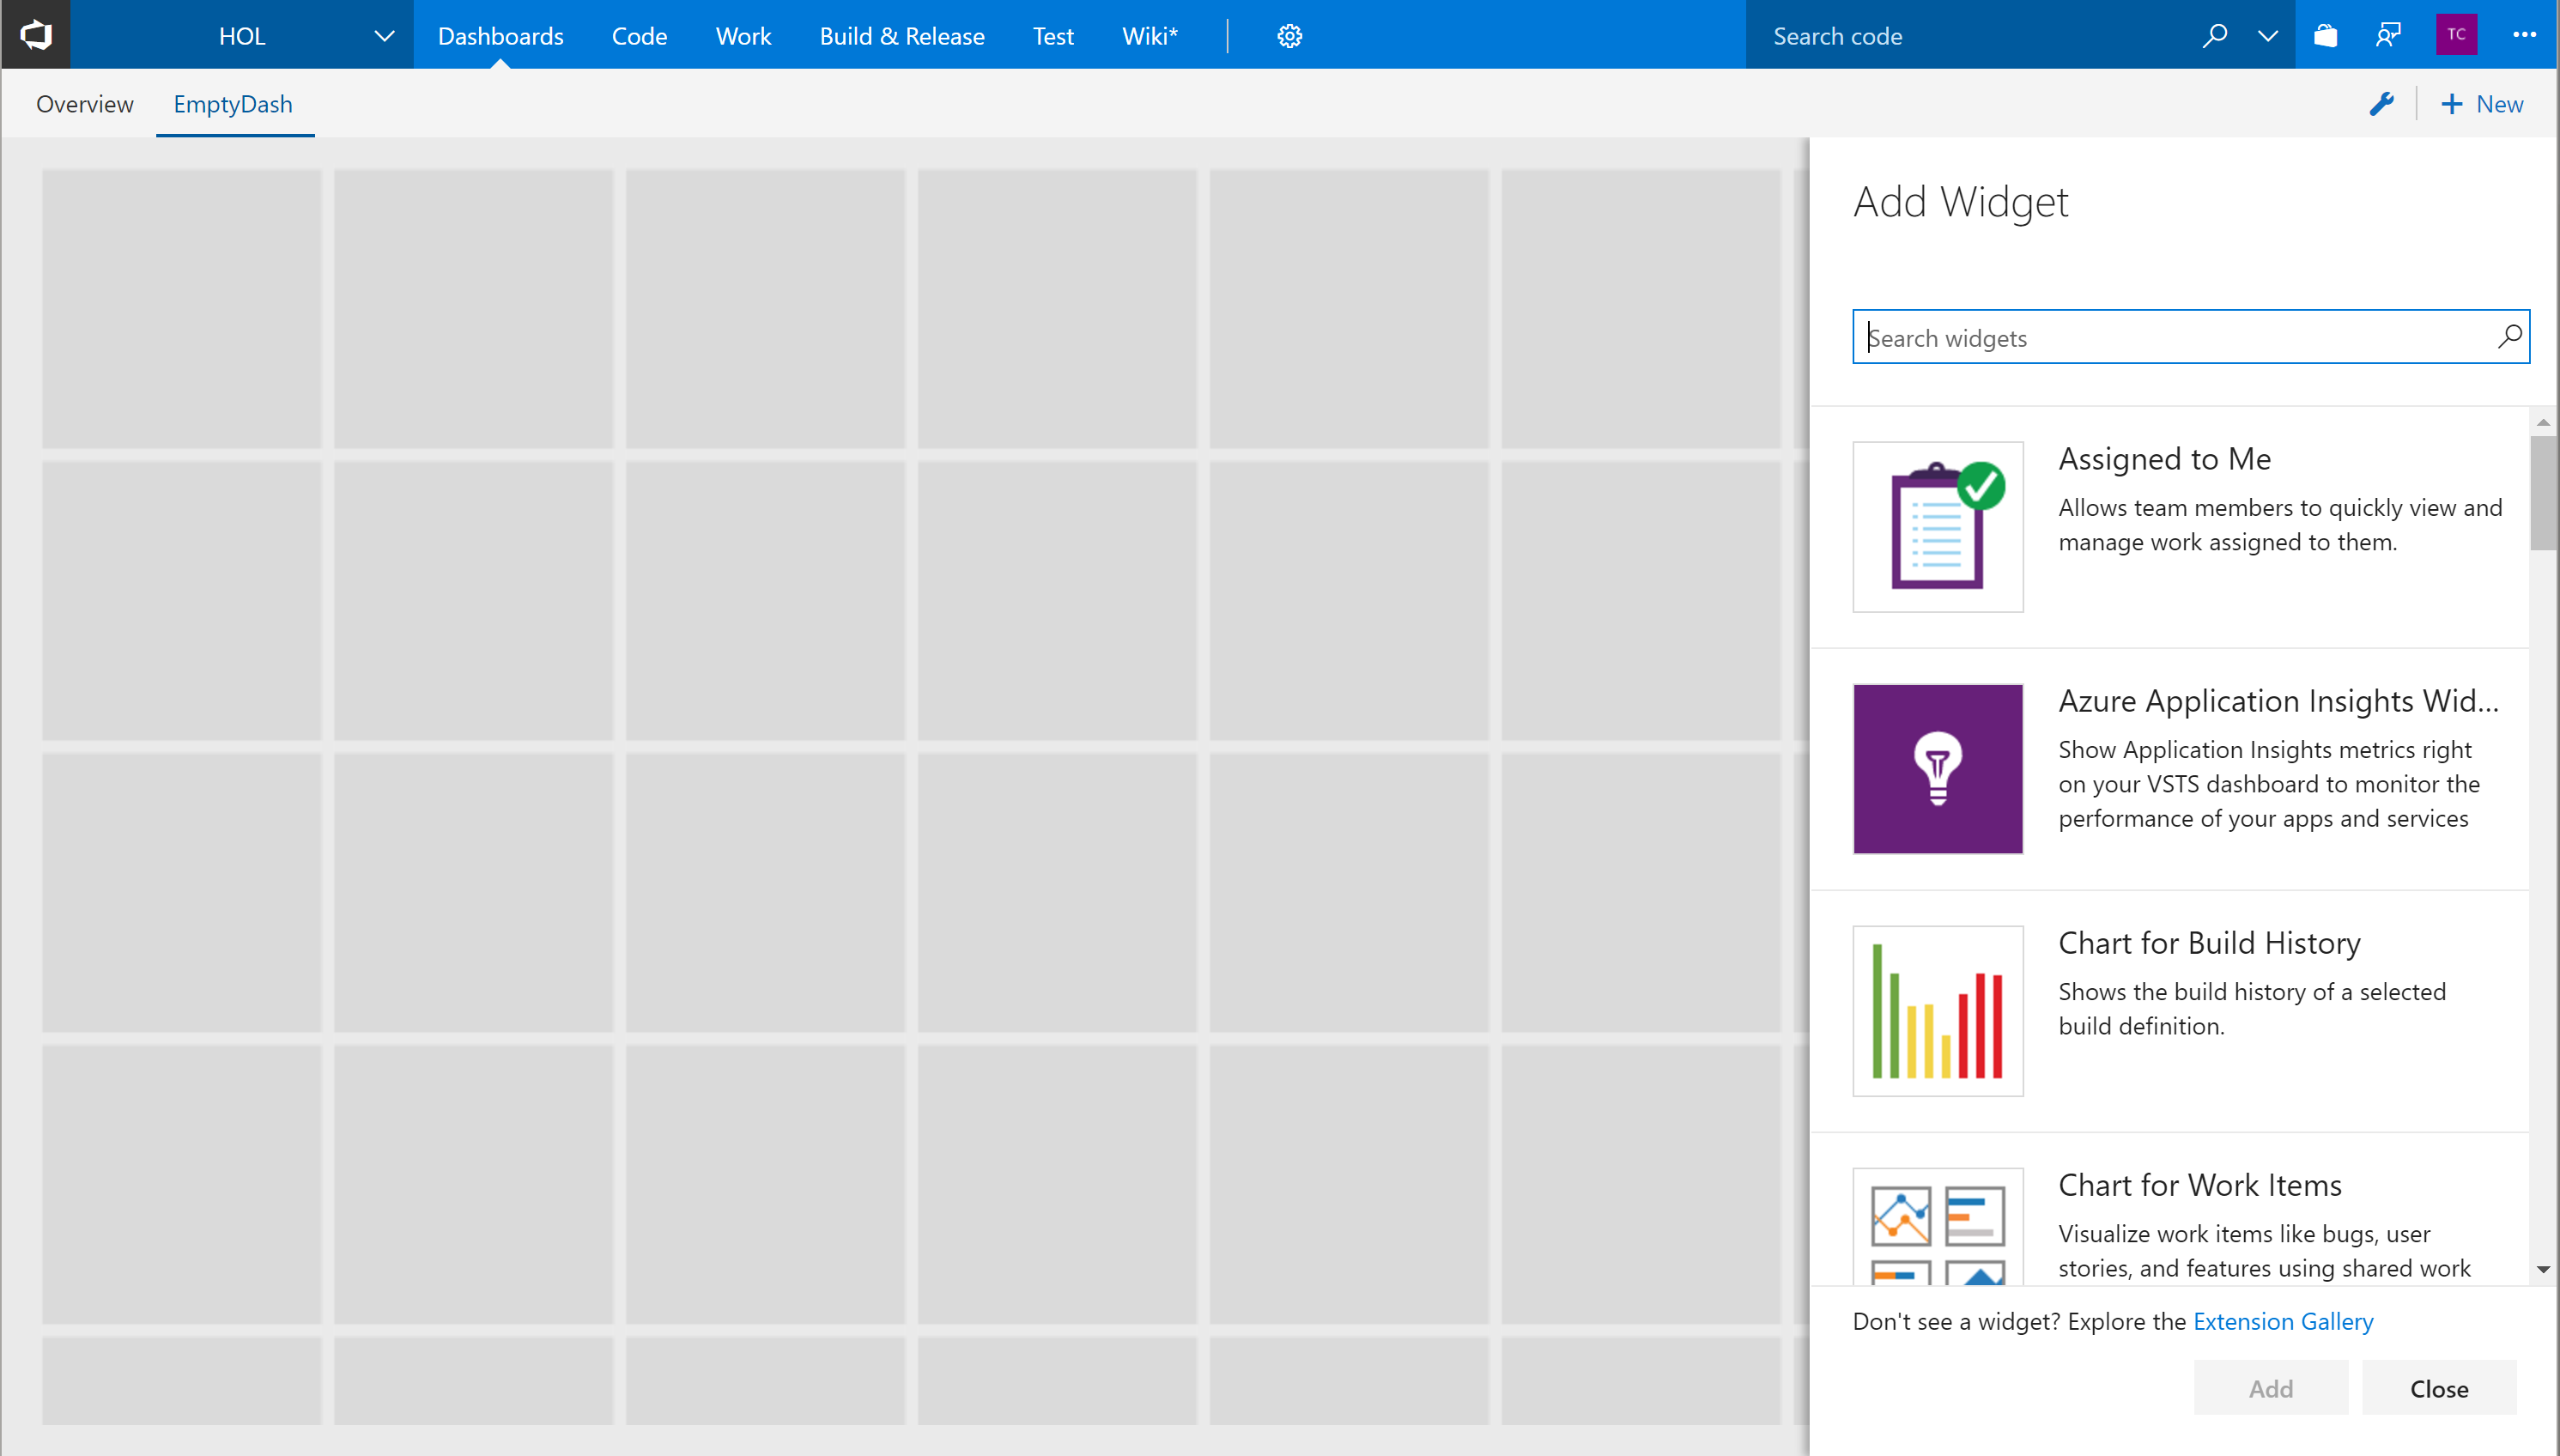 HOL
Dashboards
Code
Work
Build & Release
Test
Wiki*
Search code
TC
Overview
EmptyDash
New
Add Widget
Search widgets
Assigned to Me
Allows team members to quickly view and
manage work assigned to them.
Azure Application Insights Wid...
Show Application Insights metrics right
on your VSTS dashboard to monitor the
performance of your apps and services
Chart for Build History
Shows the build history of a selected
build definition.
Chart for Work Items
Visualize work items like bugs, user
stories, and features using shared work
Don't see a widget? Explore the Extension Gallery
Add
Close